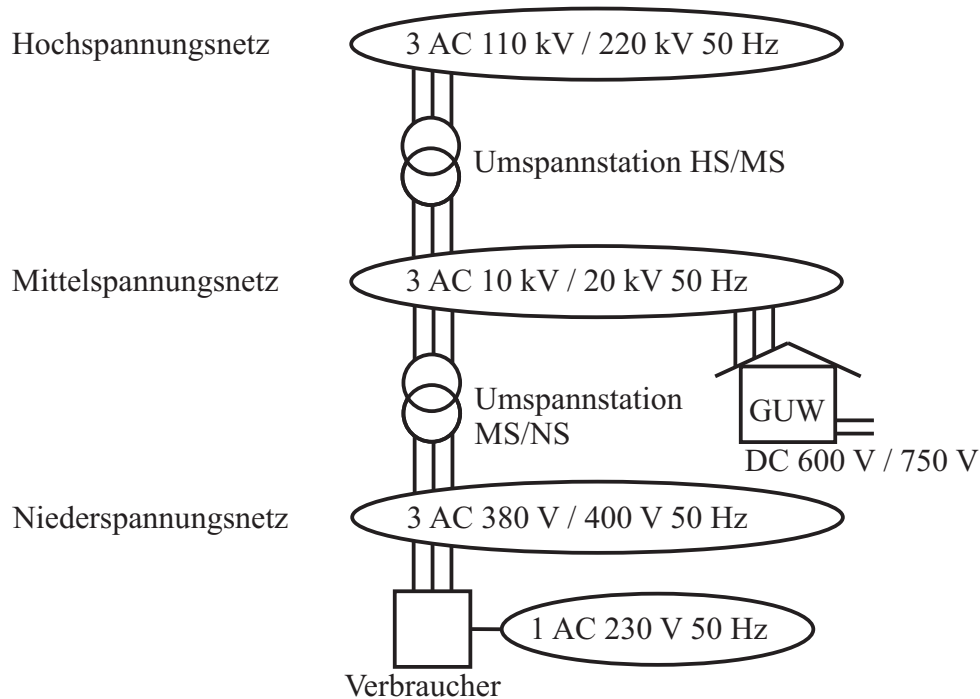 Hochspannungsnetz
3 AC 110 kV / 220 kV 50 Hz
Umspannstation HS/MS
Mittelspannungsnetz
3 AC 10 kV / 20 kV 50 Hz
Umspannstation
MS/NS
GUW
DC 600 V / 750 V
Niederspannungsnetz
3 AC 380 V / 400 V 50 Hz
1 AC 230 V 50 Hz
Verbraucher